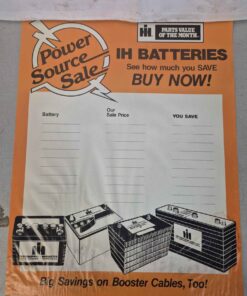 IH PARTS VALUE
OF THE MONTH.
Power
Source
Sale
IH BATTERIES
See how much you SAVE
BUY NOW!
Battery
Our
Sale Price
YOU SAVE
Big Savings on Booster Cables, Too!